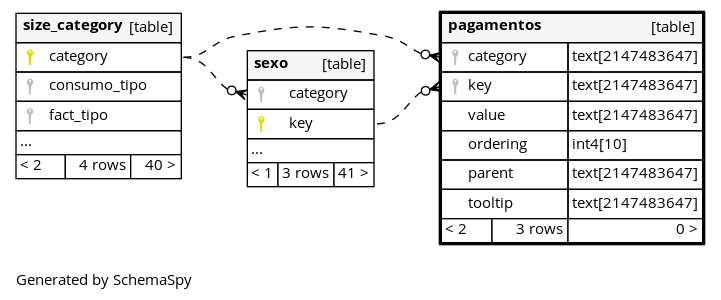 size_category [table]
category
consumo_tipo
fact_tipo
...
< 2 4 rows 40 >
sexo [table]
category
key
...
< 1 3 rows 41 >
pagamentos [table]
category text[2147483647]
key text[2147483647]
value text[2147483647]
ordering int4[10]
parent text[2147483647]
tooltip text[2147483647]
< 2 3 rows 0 >
Generated by SchemaSpy